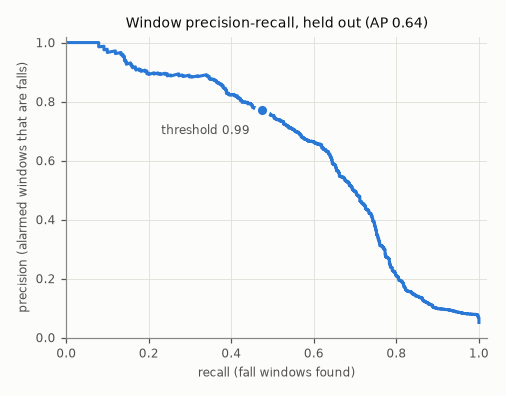 Window precision-recall, held out (AP 0.64)
precision (alarmed windows that are falls)
1.0
0.8
0.6
0.4
0.2
0.0
threshold 0.99
0.0 0.2 0.4 0.6 0.8 1.0
recall (fall windows found)